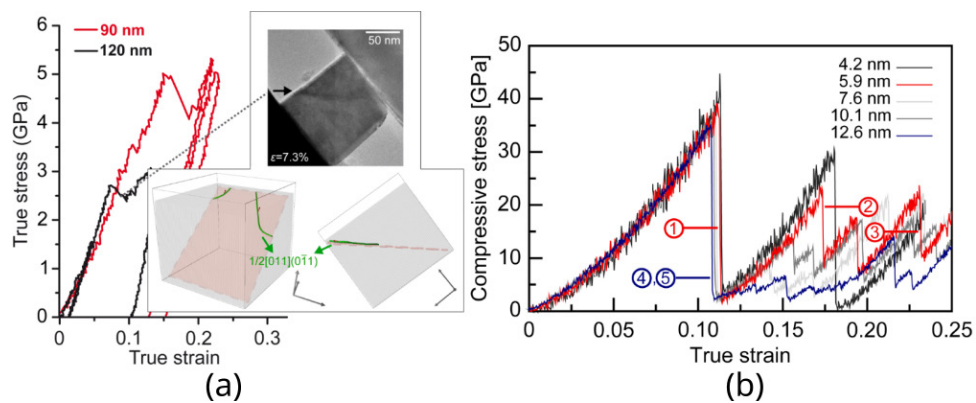 6
5
4
3
2
1
0
True stress (GPa)
90 nm
120 nm
50 nm
ε=7.3%
1/2[011](01̄1)
0
0.1
0.2
0.3
True strain
(a)
50
40
30
20
10
0
Compressive stress [GPa]
4.2 nm
5.9 nm
7.6 nm
10.1 nm
12.6 nm
①
②
③
④,⑤
0
0.05
0.10
0.15
0.20
0.25
True strain
(b)